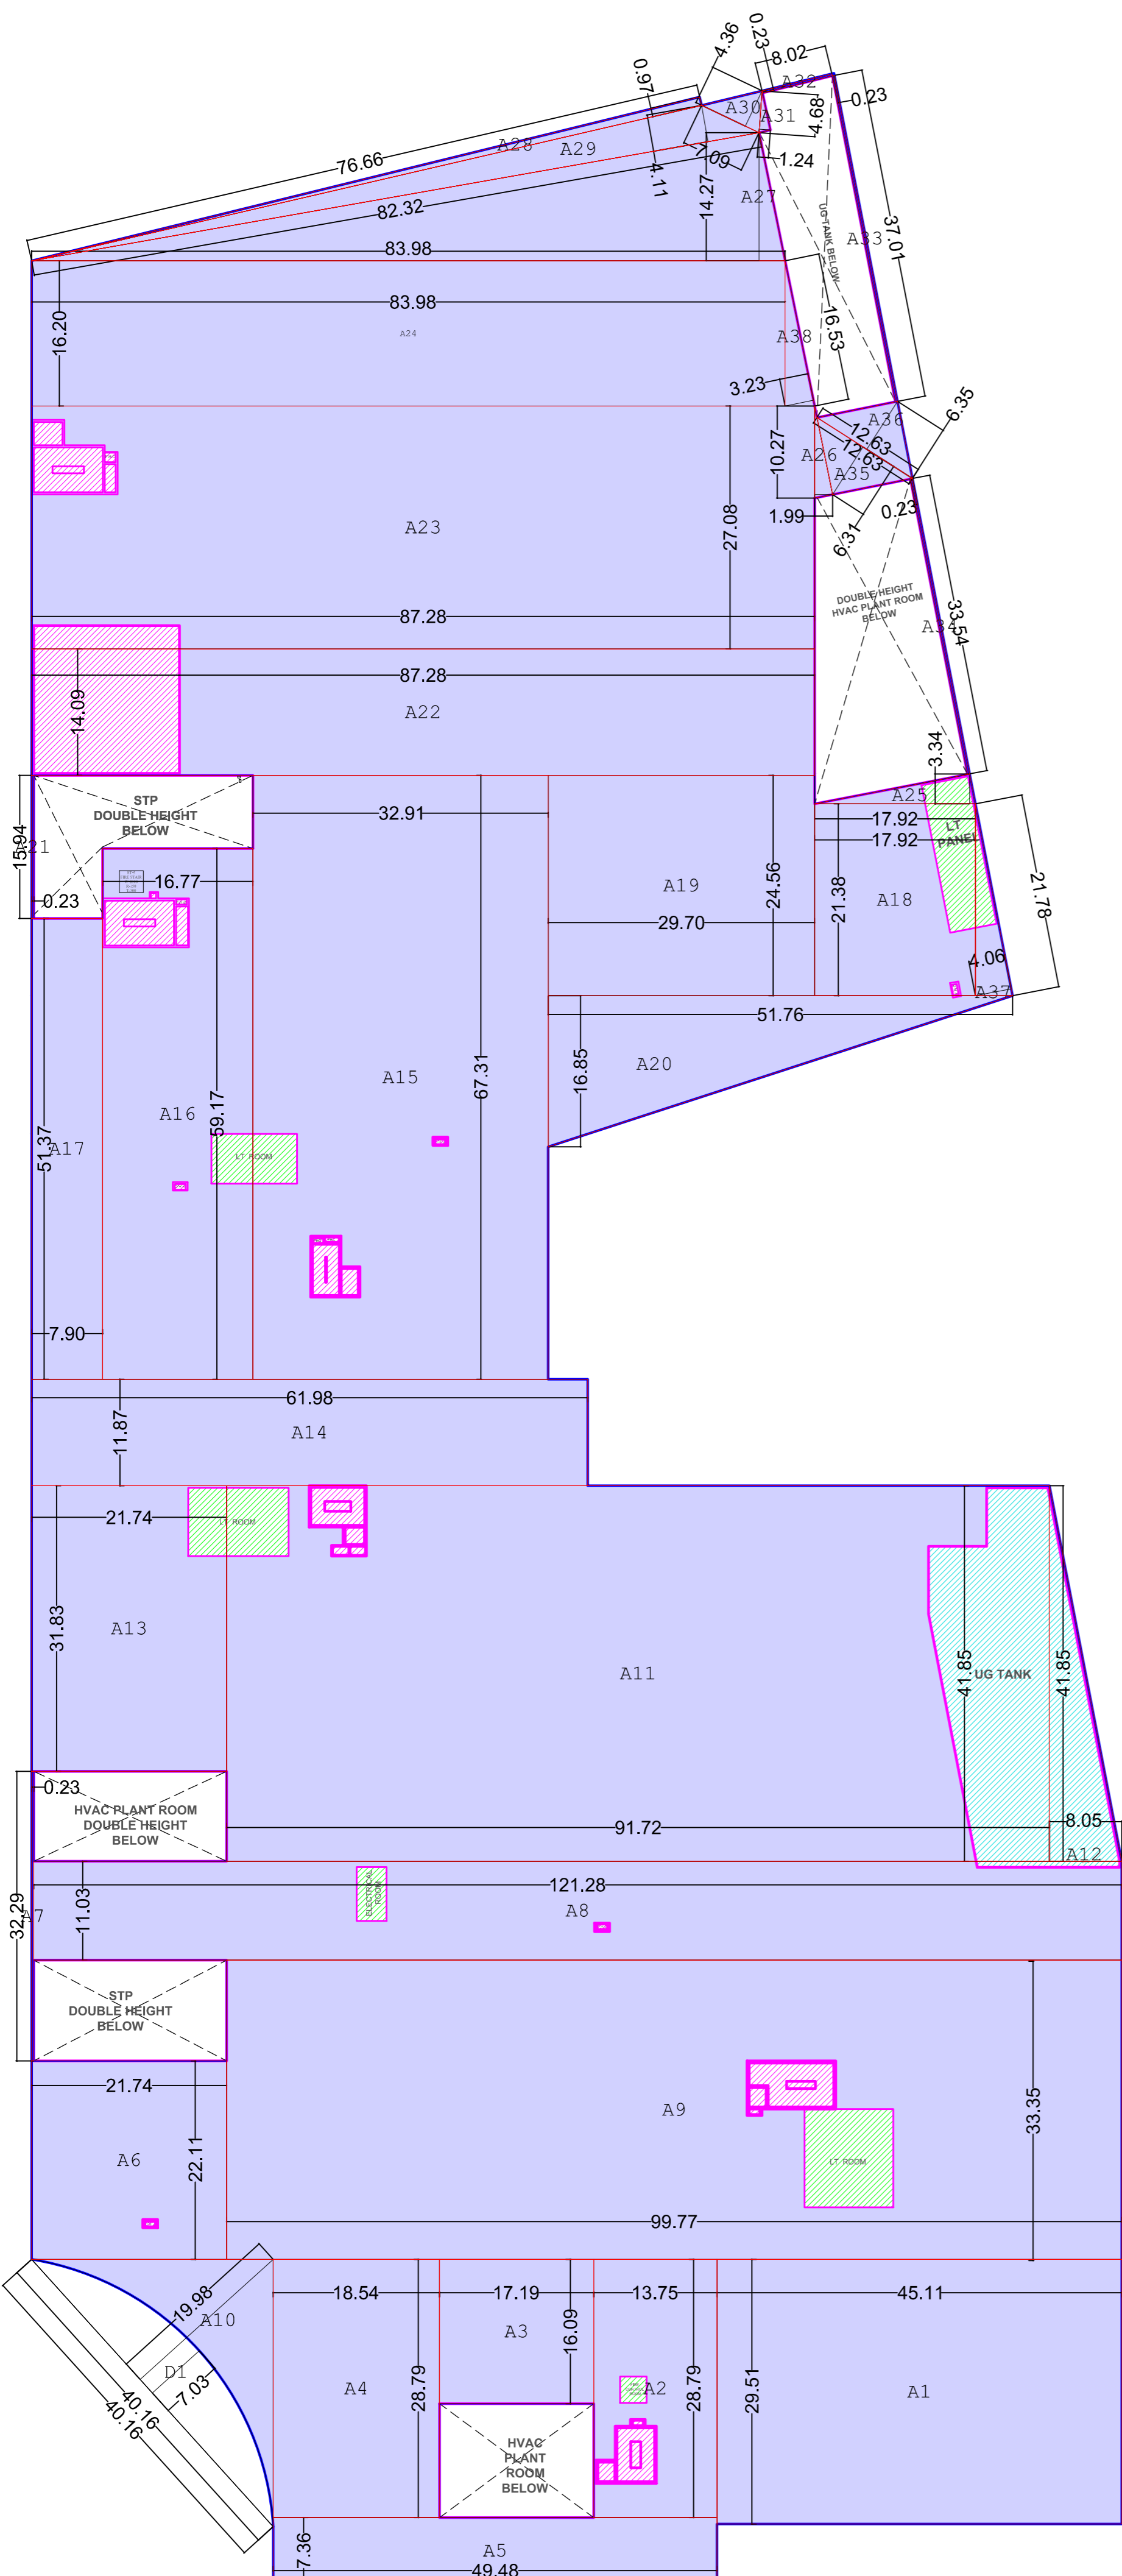 0.23
4.36
8.02
A32
0.97
0.23
A30
A31
4.68
A28
A29
76.66
7.09
1.24
4.11
14.27
A27
82.32
UG TANK BELOW
37.01
A33
83.98
83.98
16.20
A24
A38
16.53
3.23
6.35
A36
12.63
12.63
A26
A35
10.27
1.99
0.23
6.31
A23
27.08
DOUBLE HEIGHT
HVAC PLANT ROOM
BELOW
87.28
33.54
A34
87.28
14.09
A22
3.34
STP
DOUBLE HEIGHT
BELOW
A25
32.91
17.92
LT
PANEL
17.92
15.94
A21
16.77
A19
24.56
21.38
A18
0.23
29.70
21.78
4.06
A37
51.76
A15
16.85
A20
67.31
A16
59.17
A17
51.37
LT ROOM
7.90
61.98
11.87
A14
21.74
LT ROOM
31.83
A13
A11
41.85
41.85
UG TANK
0.23
HVAC PLANT ROOM
DOUBLE HEIGHT
BELOW
91.72
8.05
A12
121.28
ELECTRICAL
ROOM
A8
32.29
A7
11.03
STP
DOUBLE HEIGHT
BELOW
21.74
A9
33.35
A6
22.11
LT ROOM
99.77
18.54
17.19
13.75
45.11
19.98
A10
A3
16.09
D1
7.03
A4
28.79
A2
28.79
29.51
A1
40.16
40.16
HVAC
PLANT
ROOM
BELOW
7.36
A5
49.48